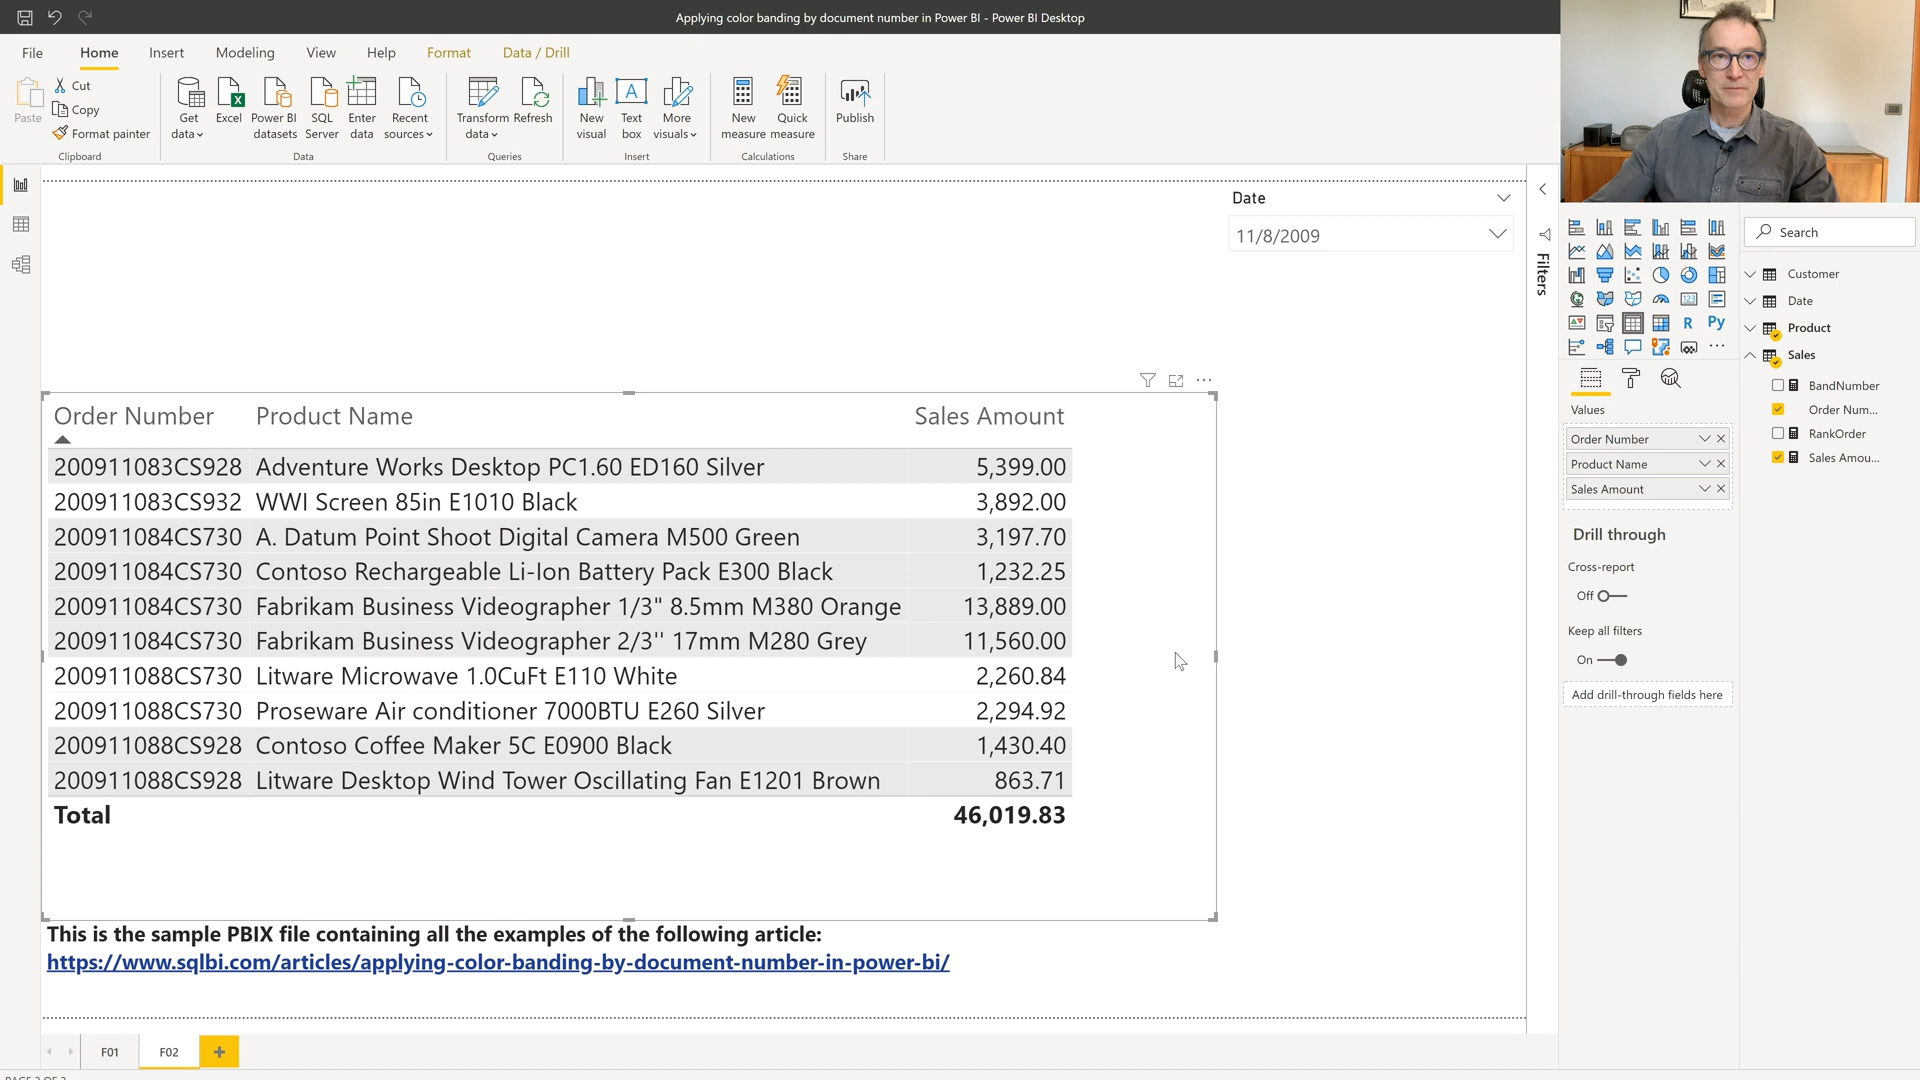 Applying color banding by document number in Power BI - Power BI Desktop
File Home Insert Modeling View Help Format Data / Drill
Paste
Cut
Copy
Format painter
Clipboard
Get data
Excel
Power BI datasets
SQL Server
Enter data
Recent sources
Data
Transform data
Refresh
Queries
New visual
Text box
More visuals
Insert
New measure
Quick measure
Calculations
Publish
Share
Date
11/8/2009
Filters
Order Number Product Name Sales Amount
200911083CS928 Adventure Works Desktop PC1.60 ED160 Silver 5,399.00
200911083CS932 WWI Screen 85in E1010 Black 3,892.00
200911084CS730 A. Datum Point Shoot Digital Camera M500 Green 3,197.70
200911084CS730 Contoso Rechargeable Li-Ion Battery Pack E300 Black 1,232.25
200911084CS730 Fabrikam Business Videographer 1/3" 8.5mm M380 Orange 13,889.00
200911084CS730 Fabrikam Business Videographer 2/3'' 17mm M280 Grey 11,560.00
200911088CS730 Litware Microwave 1.0CuFt E110 White 2,260.84
200911088CS730 Proseware Air conditioner 7000BTU E260 Silver 2,294.92
200911088CS928 Contoso Coffee Maker 5C E0900 Black 1,430.40
200911088CS928 Litware Desktop Wind Tower Oscillating Fan E1201 Brown 863.71
Total 46,019.83
This is the sample PBIX file containing all the examples of the following article:
https://www.sqlbi.com/articles/applying-color-banding-by-document-number-in-power-bi/
F01 F02
PAGE 2 OF 2
R Py
123
Values
Order Number
Product Name
Sales Amount
Drill through
Cross-report
Off
Keep all filters
On
Add drill-through fields here
Search
Customer
Date
Product
Sales
BandNumber
Order Num...
RankOrder
Sales Amou...